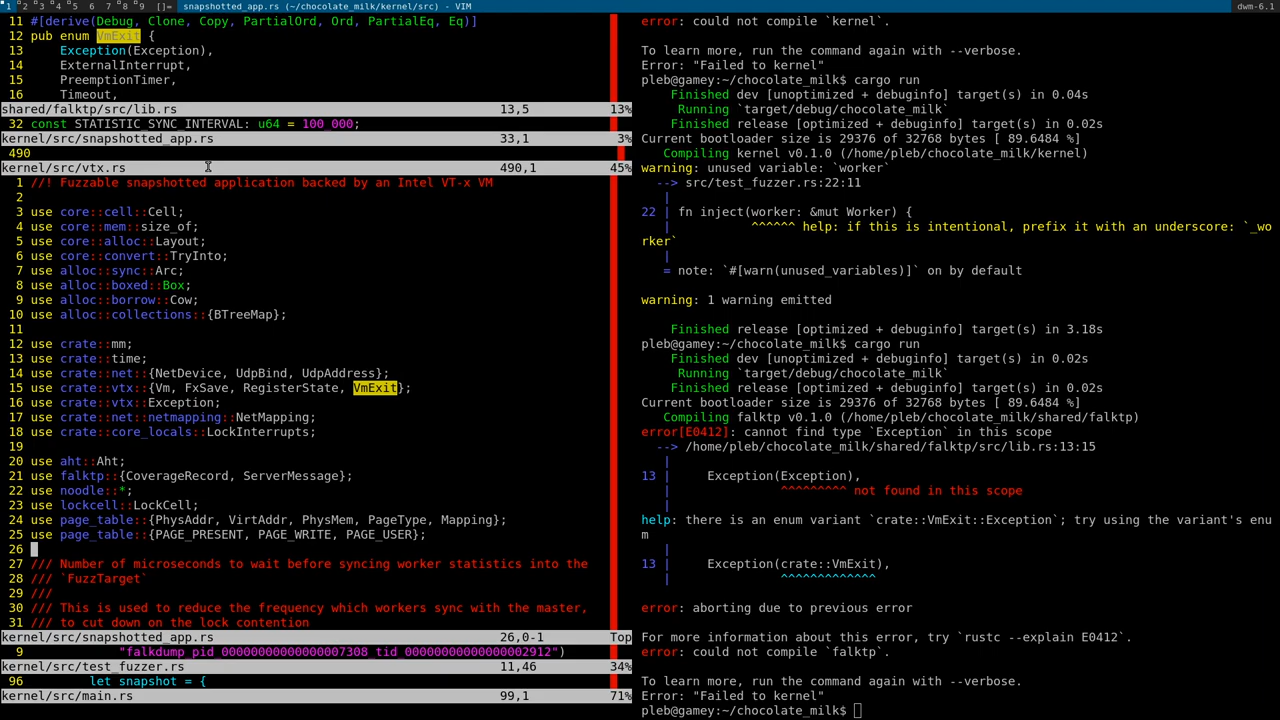 1 2 3 4 5 6 7 8 9 []= snapshotted_app.rs (~/chocolate_milk/kernel/src) - VIM dwm-6.1
11 #[derive(Debug, Clone, Copy, PartialOrd, Ord, PartialEq, Eq)]
12 pub enum VmExit {
13     Exception(Exception),
14     ExternalInterrupt,
15     PreemptionTimer,
16     Timeout,
shared/falktp/src/lib.rs 13,5 13%
32 const STATISTIC_SYNC_INTERVAL: u64 = 100_000;
kernel/src/snapshotted_app.rs 33,1 3%
490
kernel/src/vtx.rs 490,1 45%
1 //! Fuzzable snapshotted application backed by an Intel VT-x VM
2
3 use core::cell::Cell;
4 use core::mem::size_of;
5 use core::alloc::Layout;
6 use core::convert::TryInto;
7 use alloc::sync::Arc;
8 use alloc::boxed::Box;
9 use alloc::borrow::Cow;
10 use alloc::collections::{BTreeMap};
11
12 use crate::mm;
13 use crate::time;
14 use crate::net::{NetDevice, UdpBind, UdpAddress};
15 use crate::vtx::{Vm, FxSave, RegisterState, VmExit};
16 use crate::vtx::Exception;
17 use crate::net::netmapping::NetMapping;
18 use crate::core_locals::LockInterrupts;
19
20 use aht::Aht;
21 use falktp::{CoverageRecord, ServerMessage};
22 use noodle::*;
23 use lockcell::LockCell;
24 use page_table::{PhysAddr, VirtAddr, PhysMem, PageType, Mapping};
25 use page_table::{PAGE_PRESENT, PAGE_WRITE, PAGE_USER};
26
27 /// Number of microseconds to wait before syncing worker statistics into the
28 /// `FuzzTarget`
29 ///
30 /// This is used to reduce the frequency which workers sync with the master,
31 /// to cut down on the lock contention
kernel/src/snapshotted_app.rs 26,0-1 Top
9             "falkdump_pid_00000000000000007308_tid_00000000000000002912")
kernel/src/test_fuzzer.rs 11,46 34%
96         let snapshot = {
kernel/src/main.rs 99,1 71%
error: could not compile `kernel`.
To learn more, run the command again with --verbose.
Error: "Failed to kernel"
pleb@gamey:~/chocolate_milk$ cargo run
    Finished dev [unoptimized + debuginfo] target(s) in 0.04s
     Running `target/debug/chocolate_milk`
    Finished release [optimized + debuginfo] target(s) in 0.02s
Current bootloader size is 29376 of 32768 bytes [ 89.6484 %]
   Compiling kernel v0.1.0 (/home/pleb/chocolate_milk/kernel)
warning: unused variable: `worker`
  --> src/test_fuzzer.rs:22:11
   |
22 | fn inject(worker: &mut Worker) {
   |           ^^^^^^ help: if this is intentional, prefix it with an underscore: `_wo
rker`
   |
   = note: `#[warn(unused_variables)]` on by default
warning: 1 warning emitted
    Finished release [optimized + debuginfo] target(s) in 3.18s
pleb@gamey:~/chocolate_milk$ cargo run
    Finished dev [unoptimized + debuginfo] target(s) in 0.02s
     Running `target/debug/chocolate_milk`
    Finished release [optimized + debuginfo] target(s) in 0.02s
Current bootloader size is 29376 of 32768 bytes [ 89.6484 %]
   Compiling falktp v0.1.0 (/home/pleb/chocolate_milk/shared/falktp)
error[E0412]: cannot find type `Exception` in this scope
  --> /home/pleb/chocolate_milk/shared/falktp/src/lib.rs:13:15
   |
13 |     Exception(Exception),
   |               ^^^^^^^^^ not found in this scope
   |
help: there is an enum variant `crate::VmExit::Exception`; try using the variant's enu
m
   |
13 |     Exception(crate::VmExit),
   |               ^^^^^^^^^^^^^
error: aborting due to previous error
For more information about this error, try `rustc --explain E0412`.
error: could not compile `falktp`.
To learn more, run the command again with --verbose.
Error: "Failed to kernel"
pleb@gamey:~/chocolate_milk$